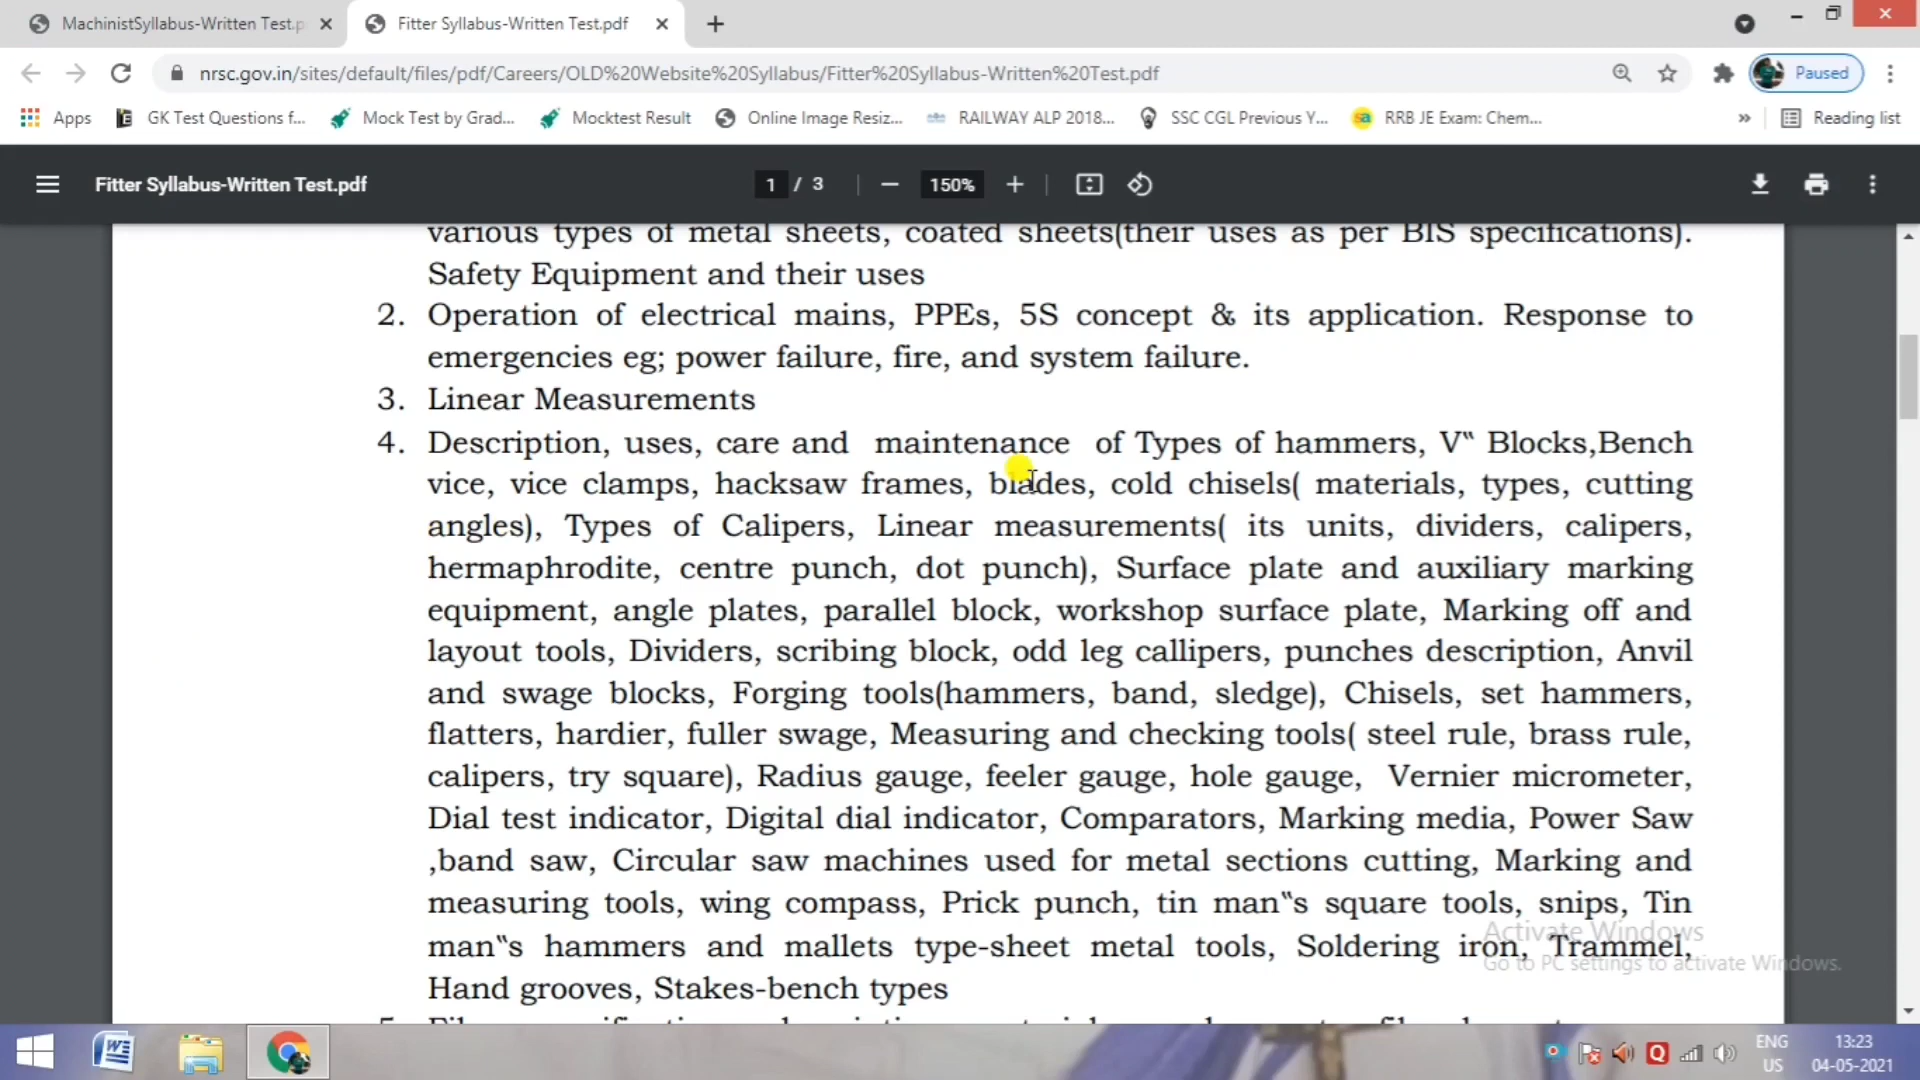 MachinistSyllabus-Written Test.p
Fitter Syllabus-Written Test.pdf
nrsc.gov.in/sites/default/files/pdf/Careers/OLD%20Website%20Syllabus/Fitter%20Syllabus-Written%20Test.pdf
Paused
Apps
GK Test Questions f...
Mock Test by Grad...
Mocktest Result
Online Image Resiz...
RAILWAY ALP 2018...
SSC CGL Previous Y...
sa
RRB JE Exam: Chem...
»
Reading list
Fitter Syllabus-Written Test.pdf
1 / 3
150%
various types of metal sheets, coated sheets(their uses as per BIS specifications).
Safety Equipment and their uses
2. Operation of electrical mains, PPEs, 5S concept & its application. Response to
emergencies eg; power failure, fire, and system failure.
3. Linear Measurements
4. Description, uses, care and maintenance of Types of hammers, V‟ Blocks,Bench
vice, vice clamps, hacksaw frames, blades, cold chisels( materials, types, cutting
angles), Types of Calipers, Linear measurements( its units, dividers, calipers,
hermaphrodite, centre punch, dot punch), Surface plate and auxiliary marking
equipment, angle plates, parallel block, workshop surface plate, Marking off and
layout tools, Dividers, scribing block, odd leg callipers, punches description, Anvil
and swage blocks, Forging tools(hammers, band, sledge), Chisels, set hammers,
flatters, hardier, fuller swage, Measuring and checking tools( steel rule, brass rule,
calipers, try square), Radius gauge, feeler gauge, hole gauge, Vernier micrometer,
Dial test indicator, Digital dial indicator, Comparators, Marking media, Power Saw
,band saw, Circular saw machines used for metal sections cutting, Marking and
measuring tools, wing compass, Prick punch, tin man‟s square tools, snips, Tin
man‟s hammers and mallets type-sheet metal tools, Soldering iron, Trammel,
Hand grooves, Stakes-bench types
Activate Windows
Go to PC settings to activate Windows.
ENG
US
13:23
04-05-2021